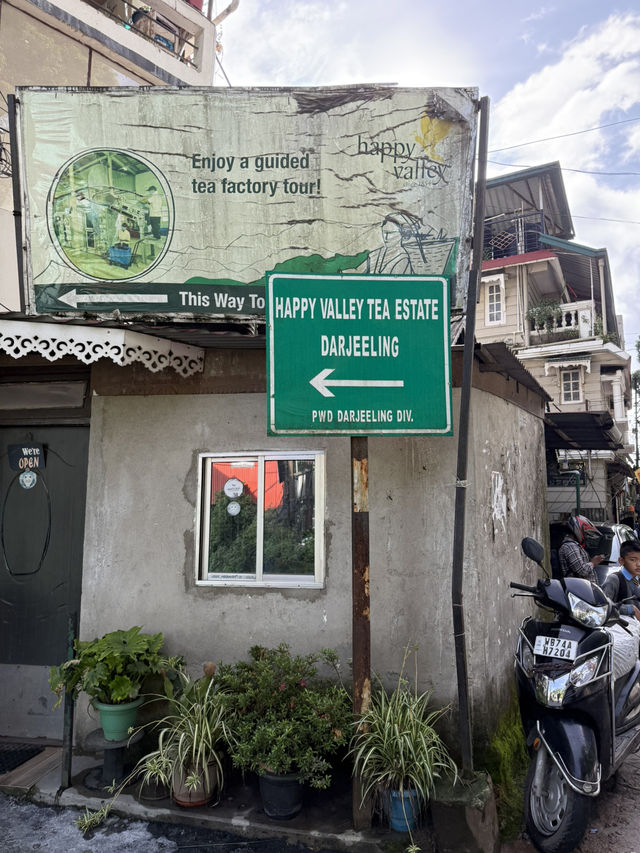 Enjoy a guided
tea factory tour!
happy
valley
This Way To
HAPPY VALLEY TEA ESTATE
DARJEELING
PWD DARJEELING DIV.
We're
OPEN
WB74A
H7204